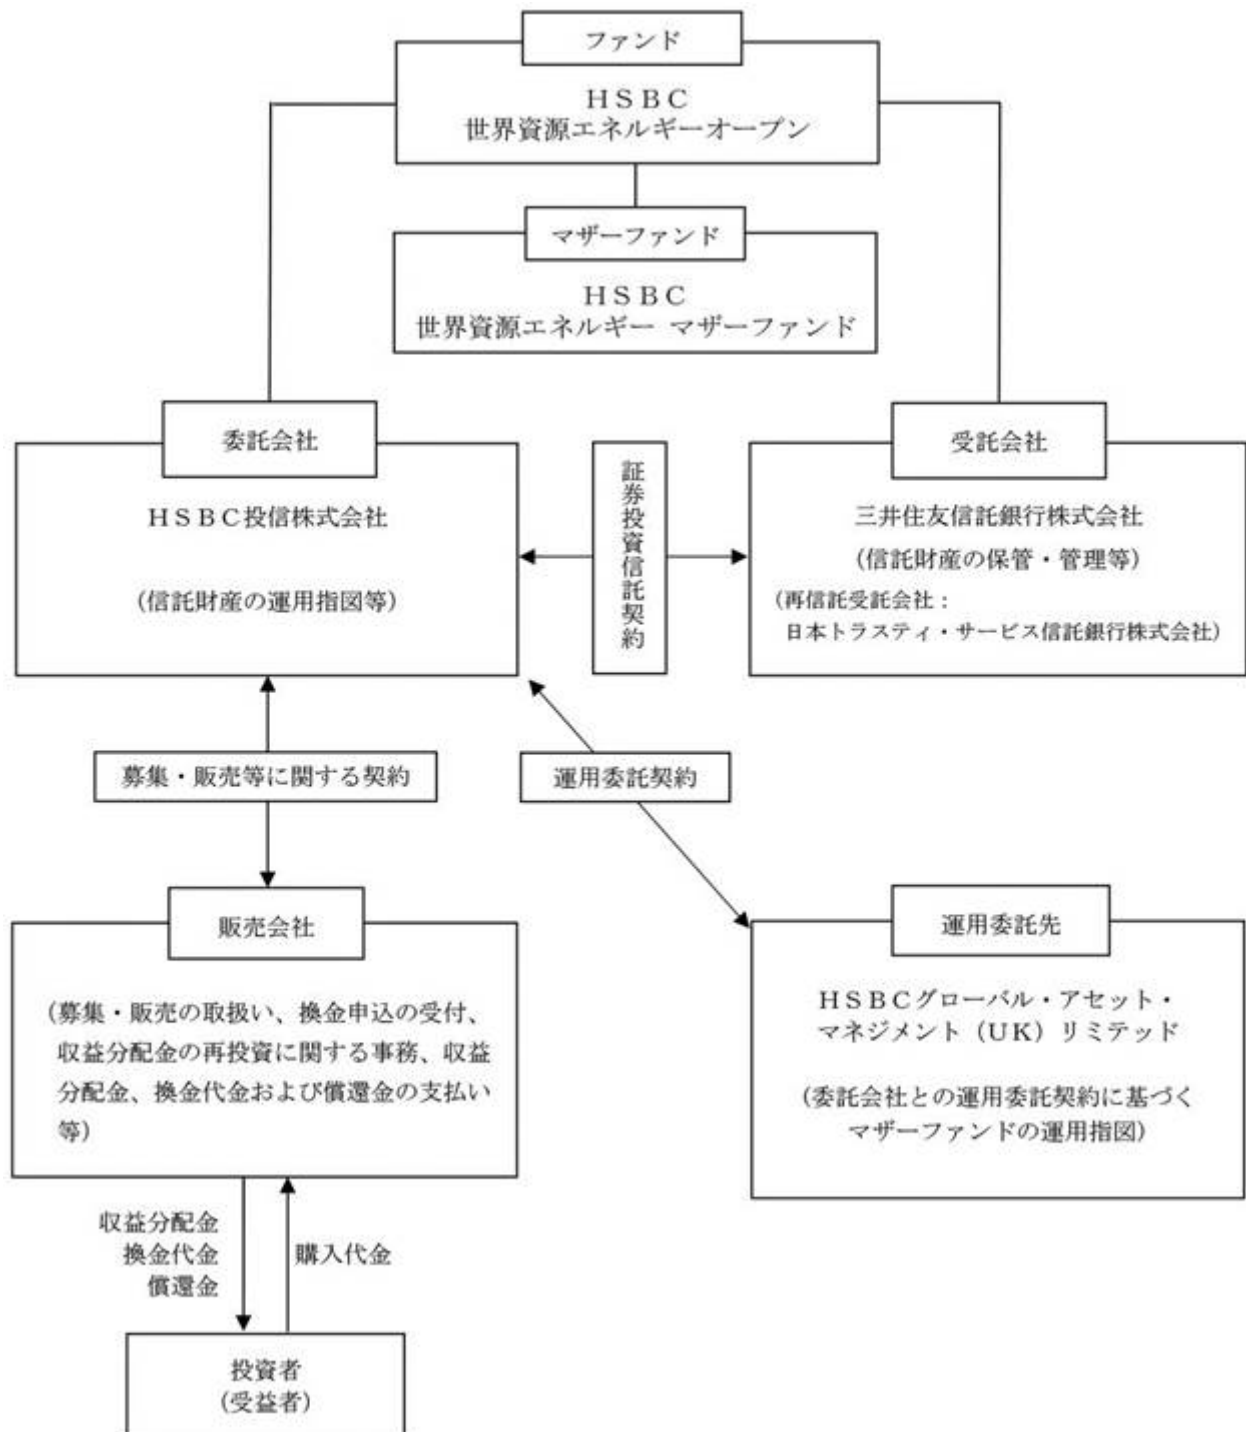 ファンド
HSBC
世界資源エネルギーオープン
マザーファンド
HSBC
世界資源エネルギー マザーファンド
委託会社
HSBC投信株式会社
(信託財産の運用指図等)
証券投資信託契約
受託会社
三井住友信託銀行株式会社
(信託財産の保管・管理等)
(再信託受託会社:
日本トラスティ・サービス信託銀行株式会社)
募集・販売等に関する契約
運用委託契約
販売会社
(募集・販売の取扱い、換金申込の受付、
収益分配金の再投資に関する事務、収益
分配金、換金代金および償還金の支払い
等)
運用委託先
HSBCグローバル・アセット・
マネジメント(UK)リミテッド
(委託会社との運用委託契約に基づく
マザーファンドの運用指図)
収益分配金
換金代金
償還金
購入代金
投資者
(受益者)